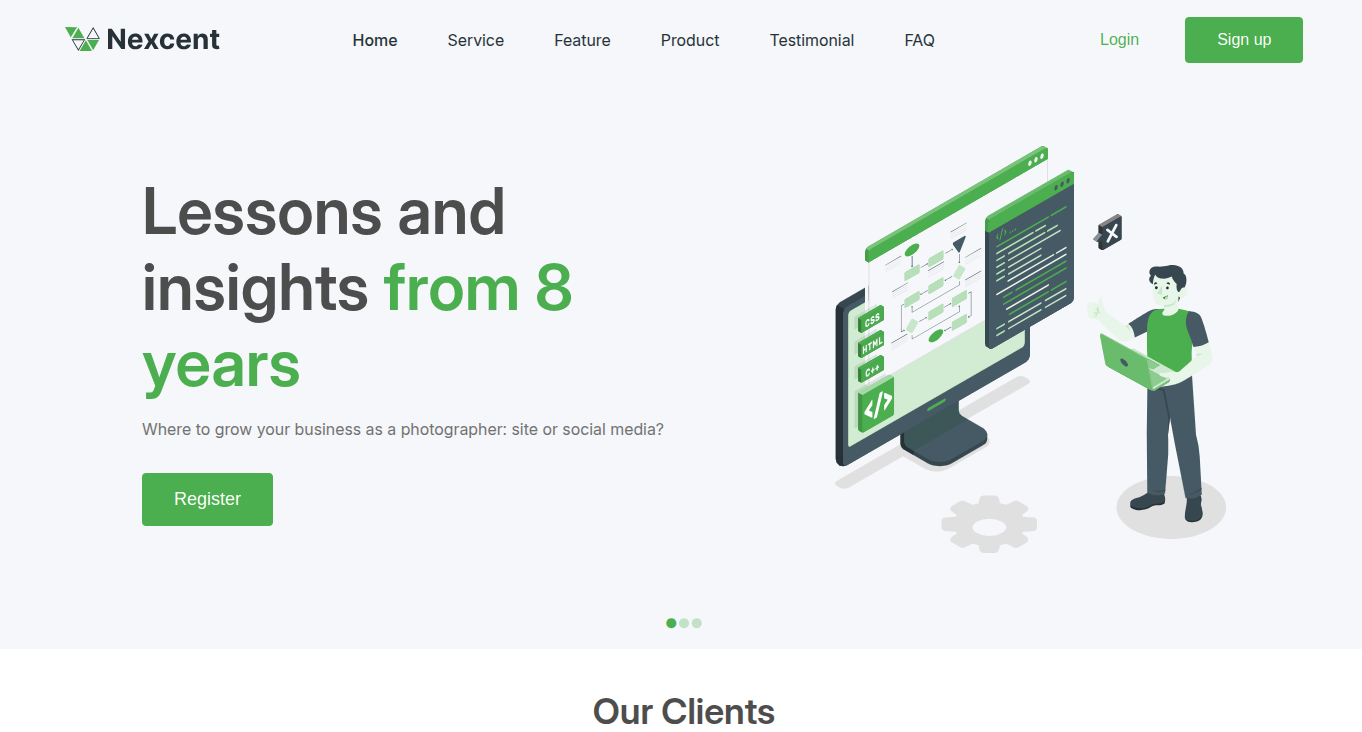 Nexcent
Home Service Feature Product Testimonial FAQ
Login Sign up
Lessons and
insights from 8
years
Where to grow your business as a photographer: site or social media?
Register
CSS
HTML
C++
</>
</> ...
Our Clients